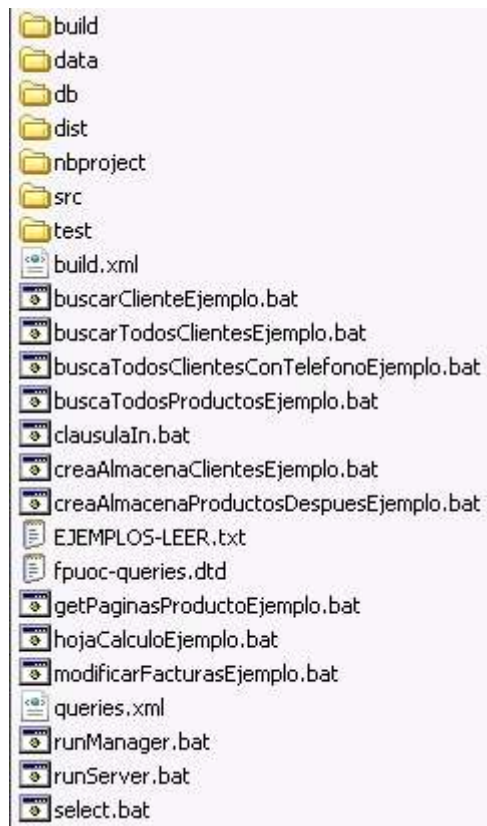 build
data
db
dist
nbproject
src
test
build.xml
buscarClienteEjemplo.bat
buscarTodosClientesEjemplo.bat
buscaTodosClientesConTelefonoEjemplo.bat
buscaTodosProductosEjemplo.bat
clausulaIn.bat
creaAlmacenaClientesEjemplo.bat
creaAlmacenaProductosDespuesEjemplo.bat
EJEMPLOS-LEER.txt
fpuoc-queries.dtd
getPaginasProductoEjemplo.bat
hojaCalculoEjemplo.bat
modificarFacturasEjemplo.bat
queries.xml
runManager.bat
runServer.bat
select.bat